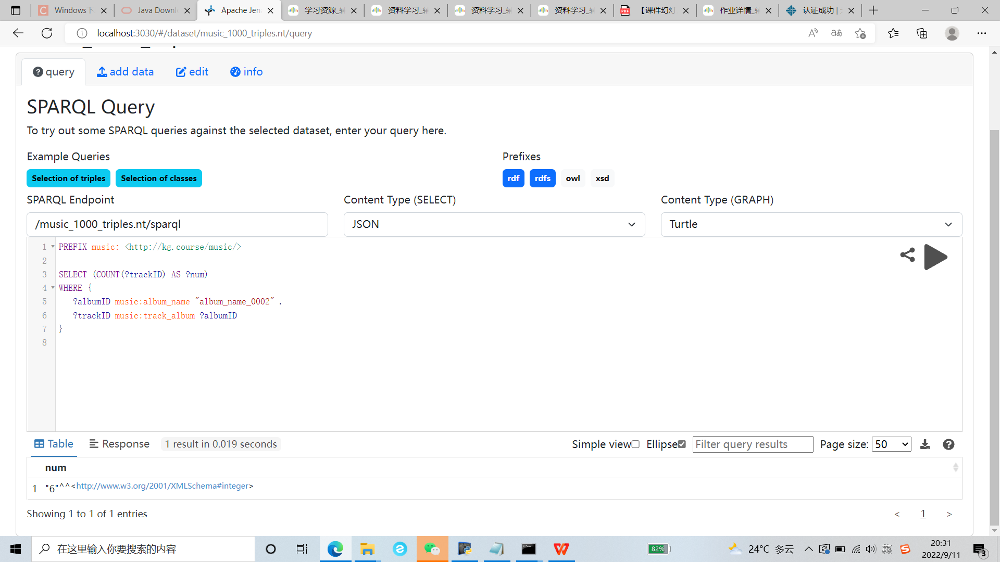 Windows下
Java Downl
Apache Jen
学习资源_辅
资料学习_辅
资料学习_辅
资料学习_辅
【课件幻灯
作业详情_辅
认证成功 |
localhost:3030/#/dataset/music_1000_triples.nt/query
query
add data
edit
info
SPARQL Query
To try out some SPARQL queries against the selected dataset, enter your query here.
Example Queries
Prefixes
Selection of triples
Selection of classes
rdf
rdfs
owl
xsd
SPARQL Endpoint
Content Type (SELECT)
Content Type (GRAPH)
/music_1000_triples.nt/sparql
JSON
Turtle
1 PREFIX music: <http://kg.course/music/>
2
3 SELECT (COUNT(?trackID) AS ?num)
4 WHERE {
5 ?albumID music:album_name "album_name_0002" .
6 ?trackID music:track_album ?albumID
7 }
8
Table
Response
1 result in 0.019 seconds
Simple view
Ellipse
Filter query results
Page size: 50
num
1 "6"^^<http://www.w3.org/2001/XMLSchema#integer>
Showing 1 to 1 of 1 entries
< 1 >
在这里输入你要搜索的内容
82%
24°C 多云
英
20:31
2022/9/11
3